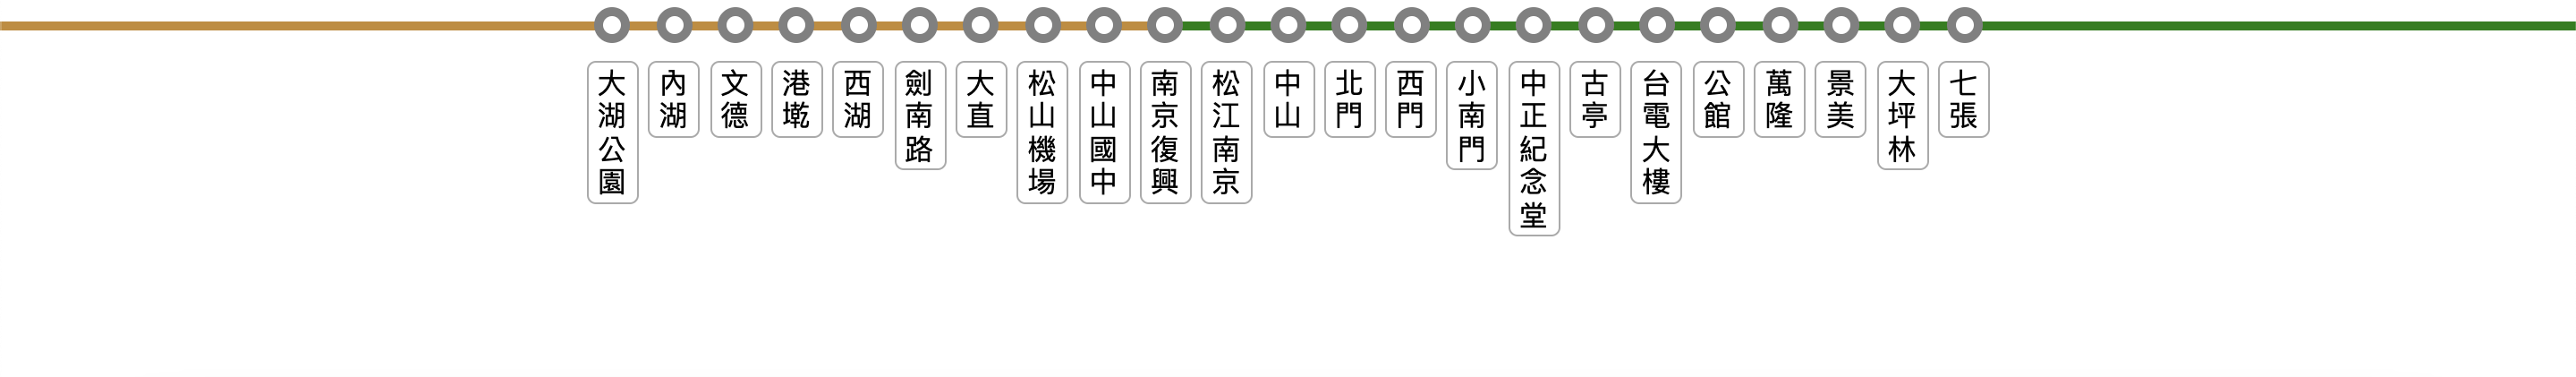 大湖公園
內湖
文德
港墘
西湖
劍南路
大直
松山機場
中山國中
南京復興
松江南京
中山
北門
西門
小南門
中正紀念堂
古亭
台電大樓
公館
萬隆
景美
大坪林
七張